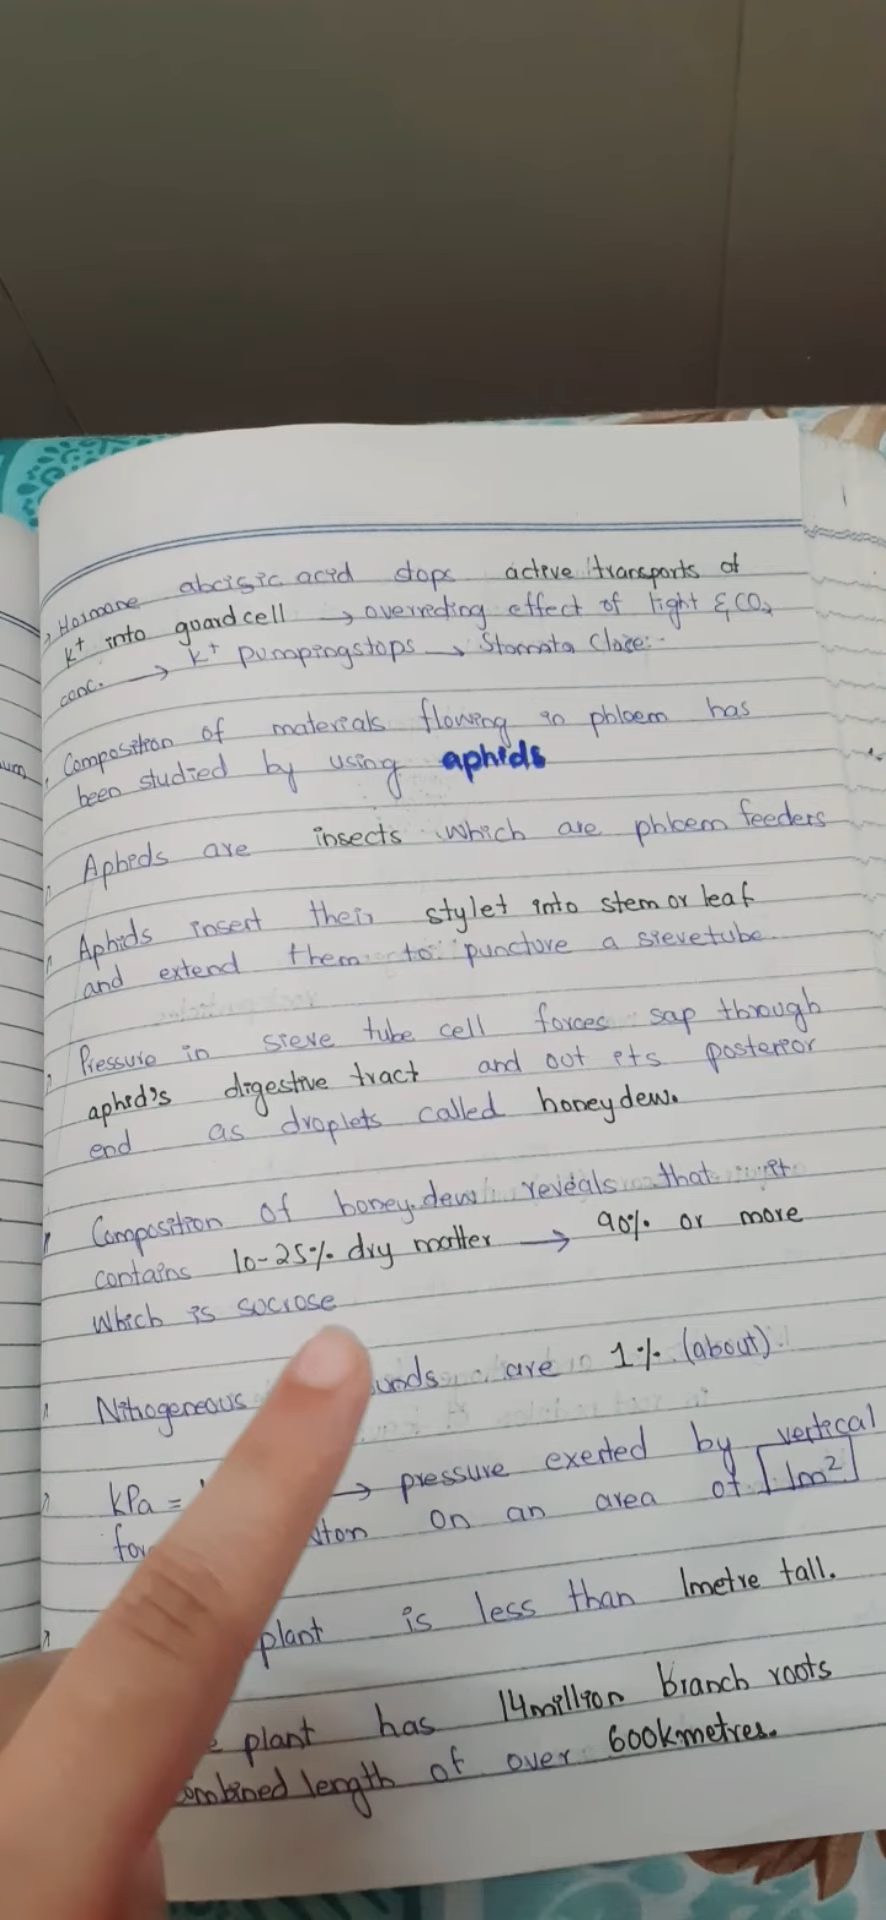 Hormone abcisic acid stops active transports of
K+ into guard cell → overreding effect of light & CO2
conc. → K+ pumping stops → Stomata Close:-
Composition of materials flowing in phloem has
been studied by using aphids
Aphids are insects which are phloem feeders
Aphids insert their stylet into stem or leaf
and extend them to puncture a sieve tube
Pressure in sieve tube cell forces sap through
aphid's digestive tract and out its posterior
end as droplets called honeydew.
Composition of honey dew reveals that it
contains 10-25% dry matter → 90% or more
which is sucrose
Nitrogeneous are 1% (about)
kPa = → pressure exerted by vertical
on an area of 1m2
plant is less than 1metre tall.
plant has 14million branch roots
combined length of over 600kmetres.